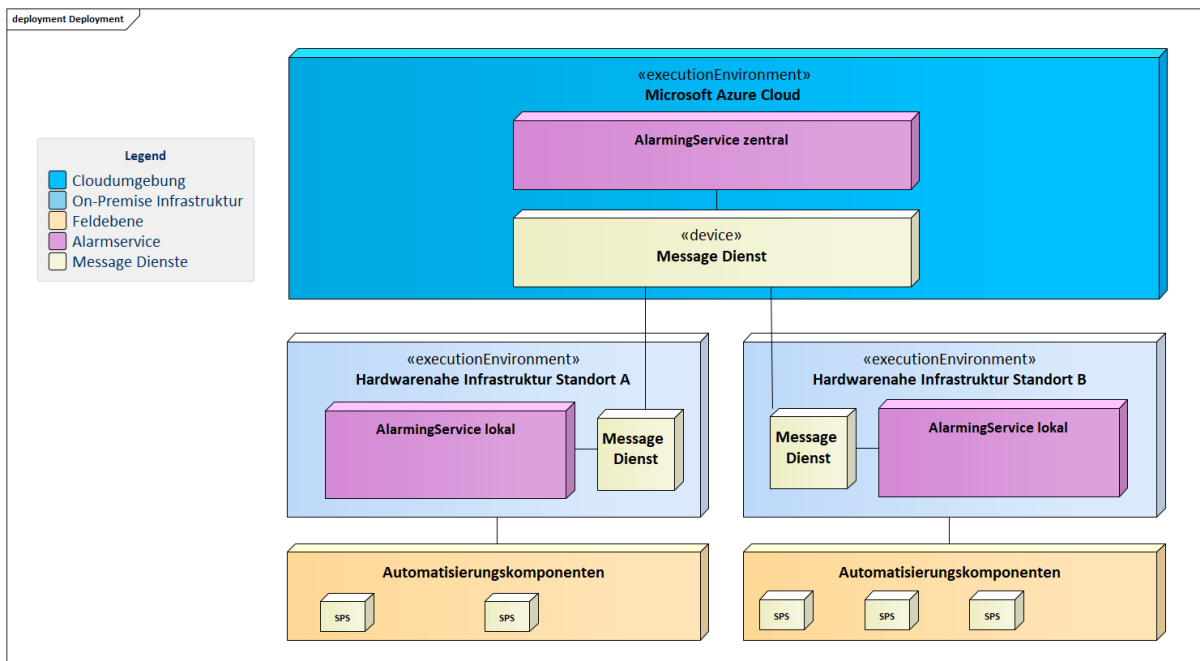 deployment Deployment
«executionEnvironment»
Microsoft Azure Cloud
AlarmingService zentral
«device»
Message Dienst
Legend
Cloudumgebung
On-Premise Infrastruktur
Feldebene
Alarmservice
Message Dienste
«executionEnvironment»
Hardwarenahe Infrastruktur Standort A
AlarmingService lokal
Message
Dienst
«executionEnvironment»
Hardwarenahe Infrastruktur Standort B
Message
Dienst
AlarmingService lokal
Automatisierungskomponenten
SPS
SPS
Automatisierungskomponenten
SPS
SPS
SPS